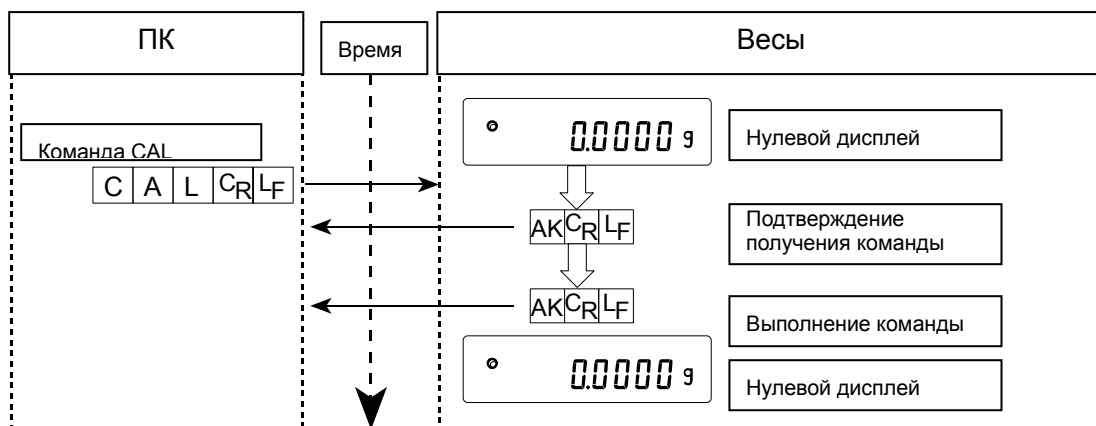 ПК
Время
Весы
0.0000 g
Нулевой дисплей
Команда CAL
C A L CR LF
AK CR LF
Подтверждение
получения команды
AK CR LF
Выполнение команды
0.0000 g
Нулевой дисплей